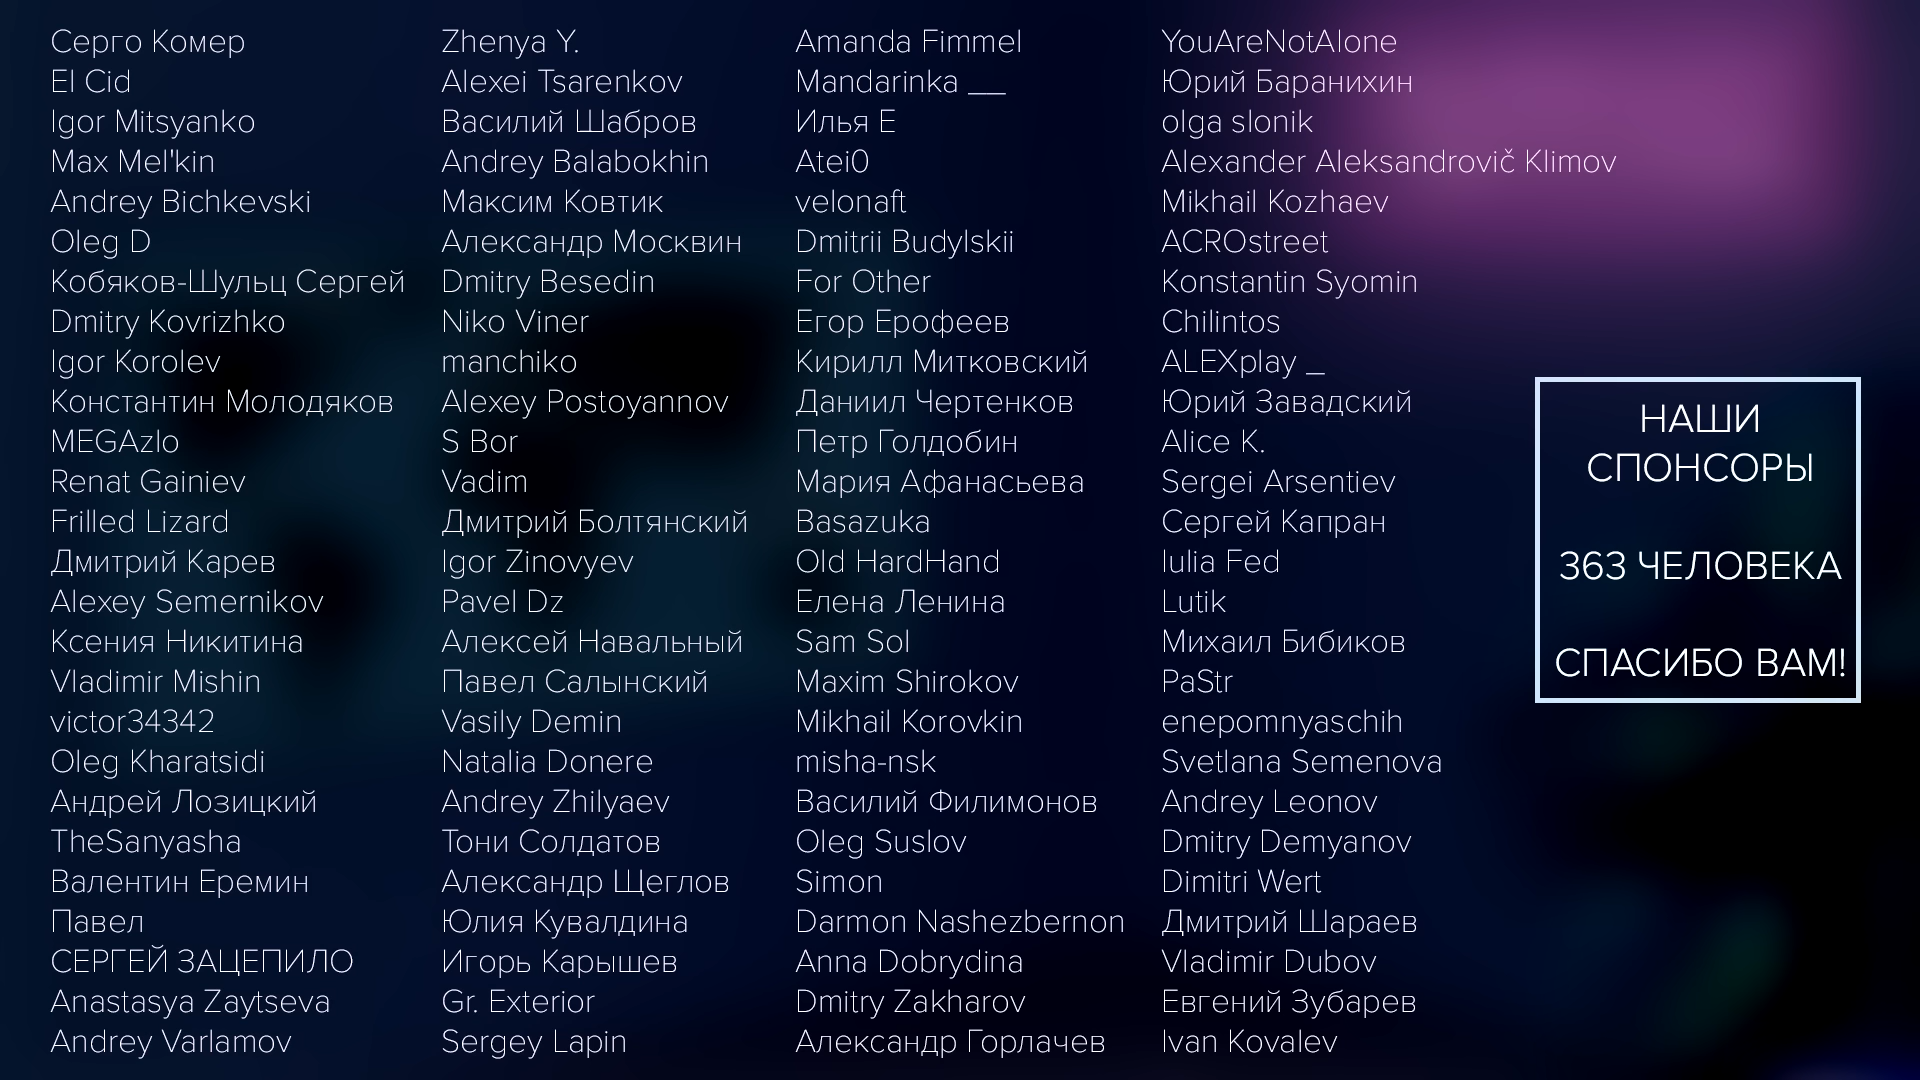 Серго Комер
El Cid
Igor Mitsyanko
Max Mel'kin
Andrey Bichkevski
Oleg D
Кобяков-Шульц Сергей
Dmitry Kovrizhko
Igor Korolev
Константин Молодяков
MEGAzlo
Renat Gainiev
Frilled Lizard
Дмитрий Карев
Alexey Semernikov
Ксения Никитина
Vladimir Mishin
victor34342
Oleg Kharatsidi
Андрей Лозицкий
TheSanyasha
Валентин Еремин
Павел
СЕРГЕЙ ЗАЦЕПИЛО
Anastasya Zaytseva
Andrey Varlamov
Zhenya Y.
Alexei Tsarenkov
Василий Шабров
Andrey Balabokhin
Максим Ковтик
Александр Москвин
Dmitry Besedin
Niko Viner
manchiko
Alexey Postoyannov
S Bor
Vadim
Дмитрий Болтянский
Igor Zinovyev
Pavel Dz
Алексей Навальный
Павел Салынский
Vasily Demin
Natalia Donere
Andrey Zhilyaev
Тони Солдатов
Александр Щеглов
Юлия Кувалдина
Игорь Карышев
Gr. Exterior
Sergey Lapin
Amanda Fimmel
Mandarinka __
Илья Е
Atei0
velonaft
Dmitrii Budylskii
For Other
Егор Ерофеев
Кирилл Митковский
Даниил Чертенков
Петр Голдобин
Мария Афанасьева
Basazuka
Old HardHand
Елена Ленина
Sam Sol
Maxim Shirokov
Mikhail Korovkin
misha-nsk
Василий Филимонов
Oleg Suslov
Simon
Darmon Nashezbernon
Anna Dobrydina
Dmitry Zakharov
Александр Горлачев
YouAreNotAlone
Юрий Баранихин
olga slonik
Alexander Aleksandrovič Klimov
Mikhail Kozhaev
ACROstreet
Konstantin Syomin
Chilintos
ALEXplay _
Юрий Завадский
Alice K.
Sergei Arsentiev
Сергей Капран
Iulia Fed
Lutik
Михаил Бибиков
PaStr
enepomnyaschih
Svetlana Semenova
Andrey Leonov
Dmitry Demyanov
Dimitri Wert
Дмитрий Шараев
Vladimir Dubov
Евгений Зубарев
Ivan Kovalev
НАШИ
СПОНСОРЫ
363 ЧЕЛОВЕКА
СПАСИБО ВАМ!